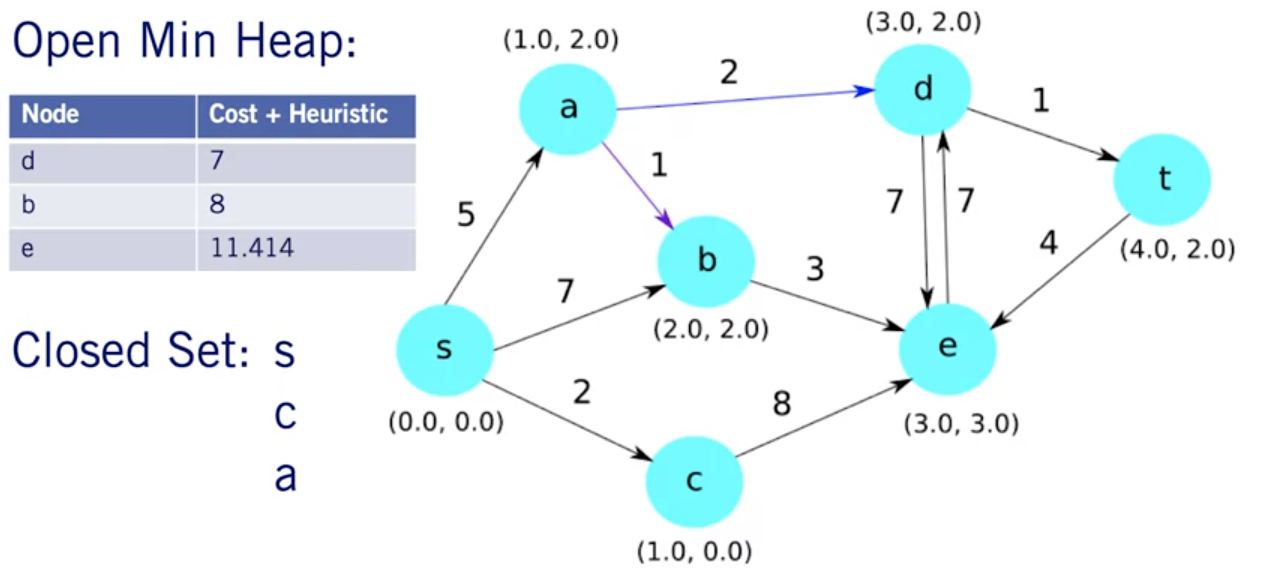 Open Min Heap:
Node Cost + Heuristic
d 7
b 8
e 11.414
Closed Set: s
c
a
(1.0, 2.0)
a
2
(3.0, 2.0)
d
1
1
5
7
7
t
(4.0, 2.0)
4
b
(2.0, 2.0)
3
7
s
(0.0, 0.0)
2
e
(3.0, 3.0)
8
c
(1.0, 0.0)